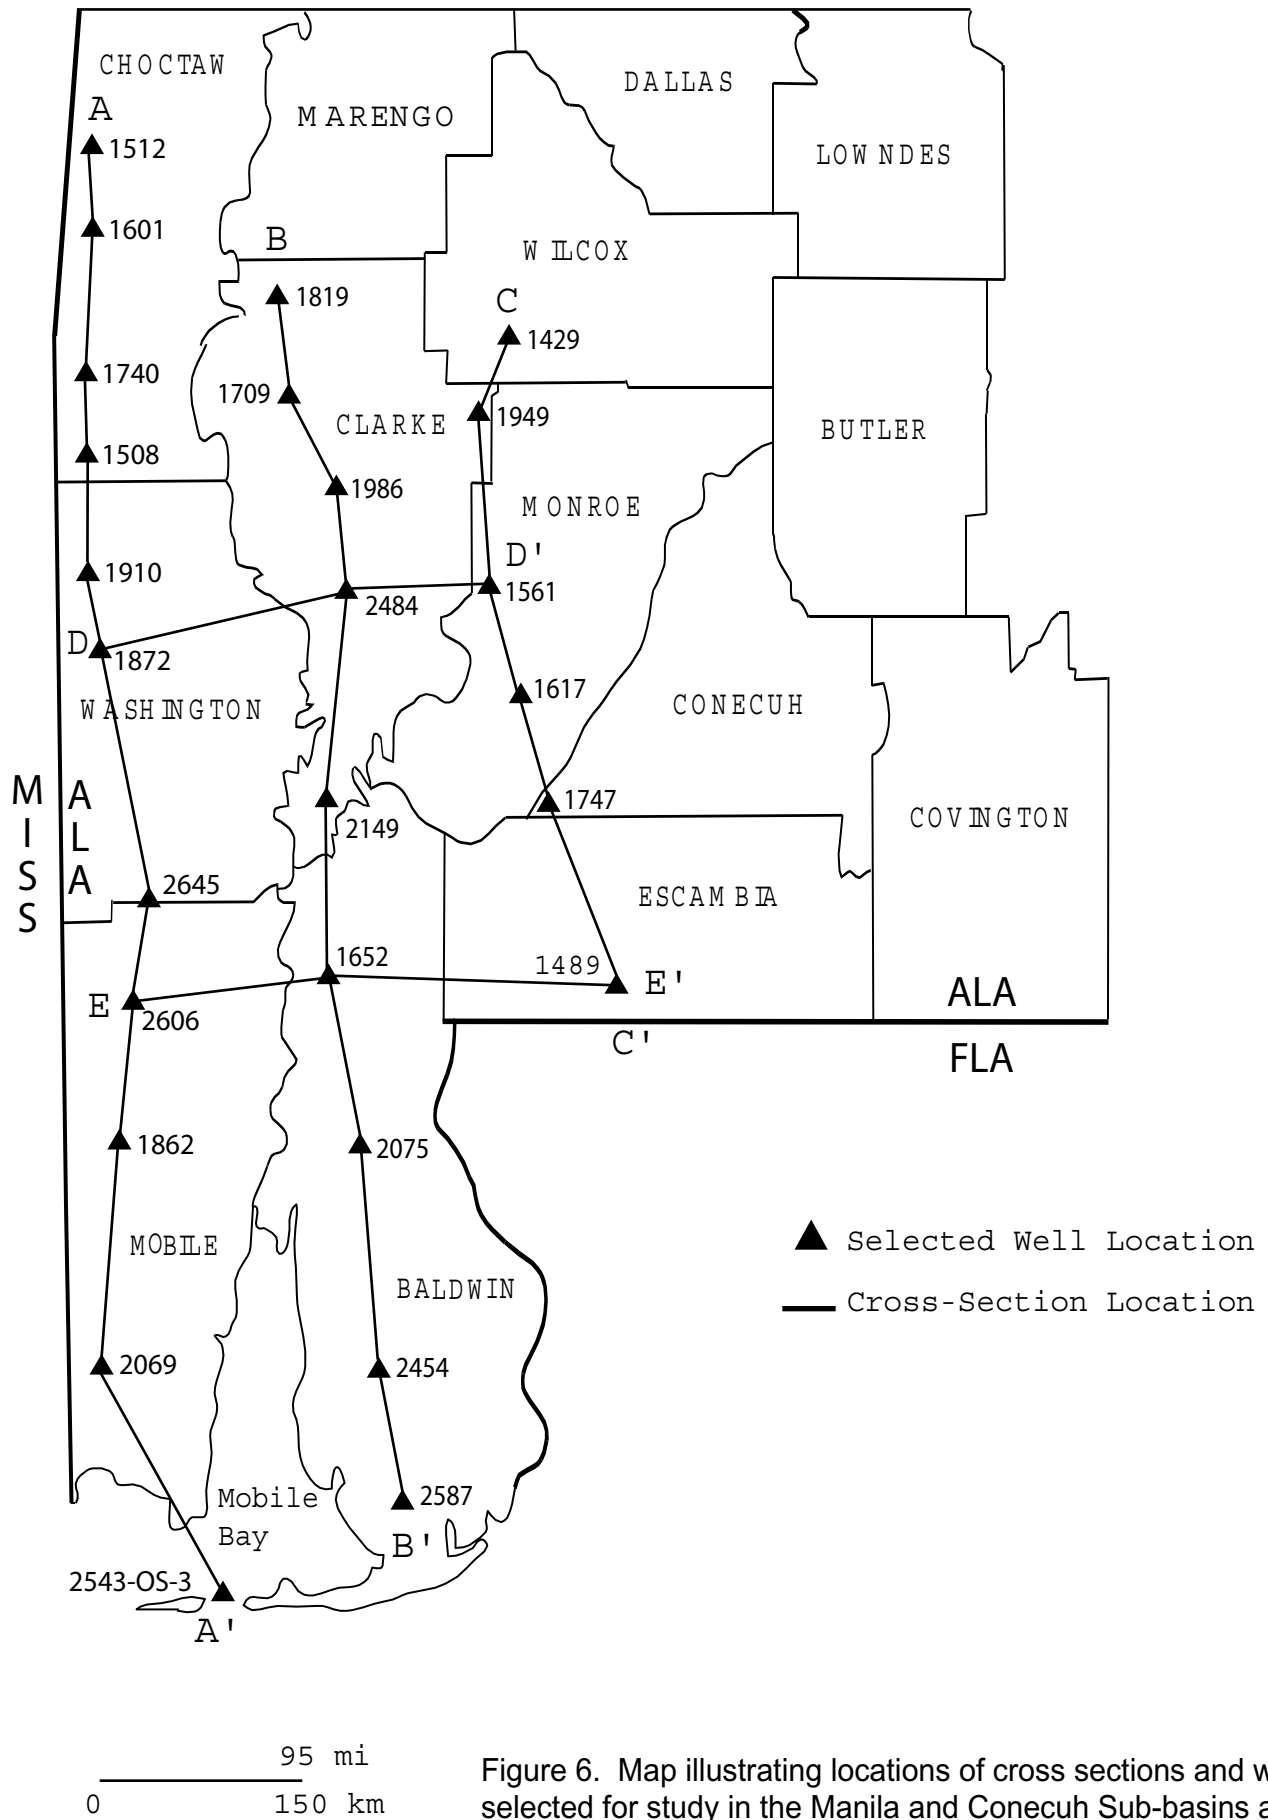 CHOCTAW
DALLAS
A
MARENGO
1512
LOWNDES
1601
B
WILCOX
1819
C
1429
1740
1709
CLARKE
1949
BUTLER
1508
1986
MONROE
D'
1910
1561
2484
D
1872
1617
WASHINGTON
CONECUH
MISS
ALA
1747
2149
COVINGTON
2645
ESCAMBIA
1652
1489
E'
E
2606
ALA
C'
FLA
1862
2075
MOBILE
Selected Well Location
BALDWIN
Cross-Section Location
2069
2454
Mobile
Bay
2587
B'
2543-OS-3
A'
95 mi
0 150 km
Figure 6. Map illustrating locations of cross sections and w
selected for study in the Manila and Conecuh Sub-basins a